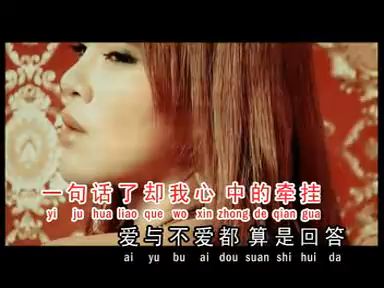 一句话了却我心 中的牵挂
yi ju hua liao que wo xin zhong de qian gua
爱与不爱都 算是回答
ai yu bu ai dou suan shi hui da